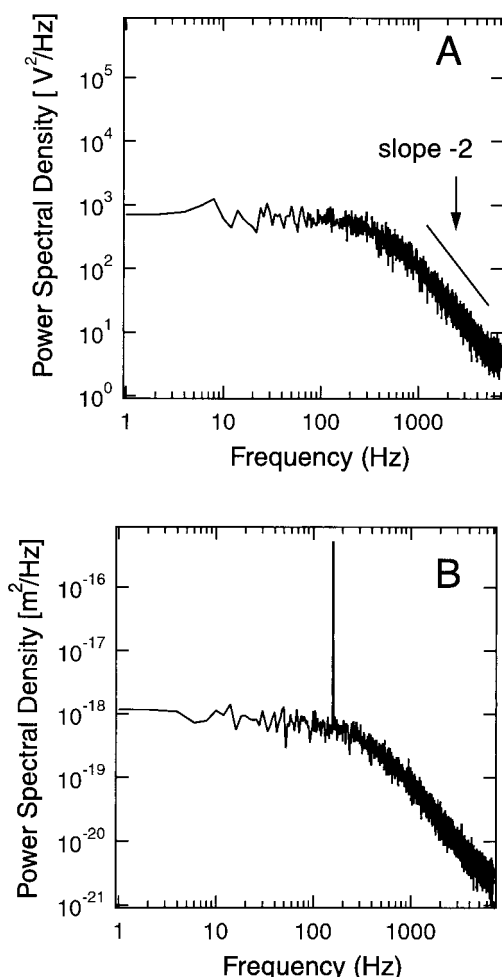 A
Power Spectral Density [ V²/Hz]
10⁵
10⁴
10³
10²
10¹
10⁰
slope -2
1
10
100
1000
Frequency (Hz)
B
Power Spectral Density [m²/Hz]
10⁻¹⁶
10⁻¹⁷
10⁻¹⁸
10⁻¹⁹
10⁻²⁰
10⁻²¹
1
10
100
1000
Frequency (Hz)